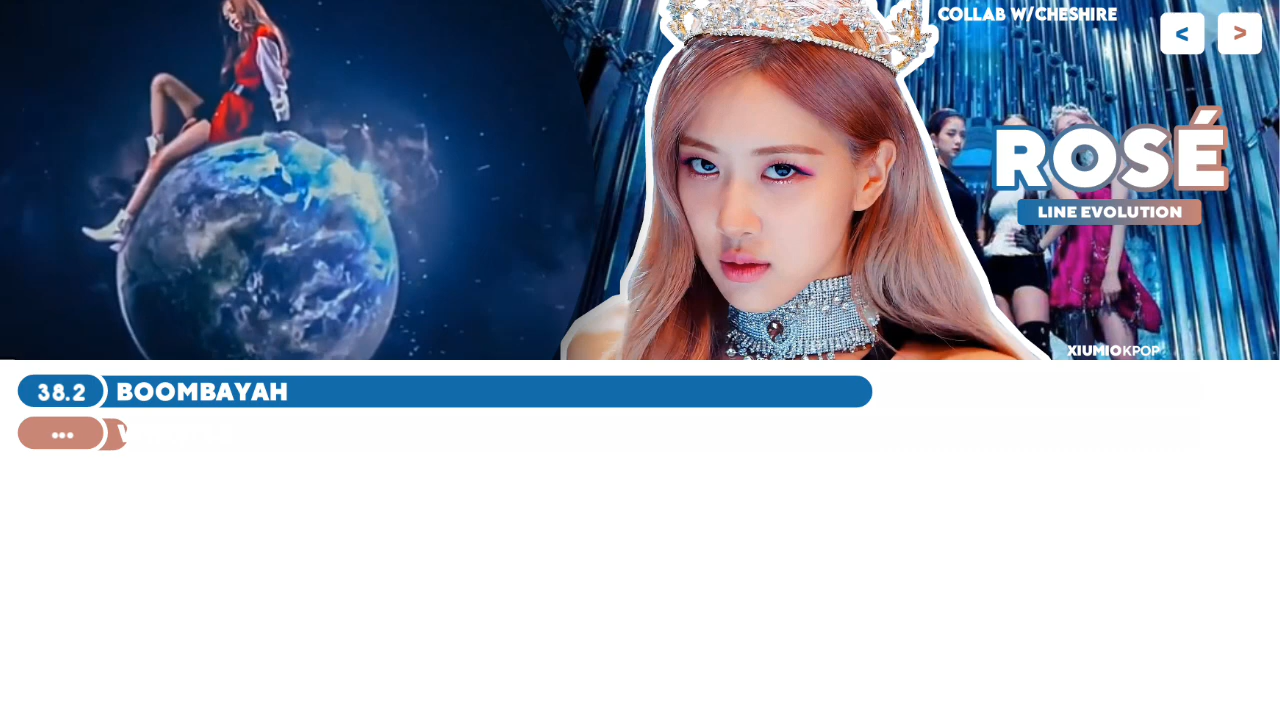 COLLAB W/CHESHIRE
< >
ROSÉ
LINE EVOLUTION
XIUMIOKPOP
38.2 BOOMBAYAH
...